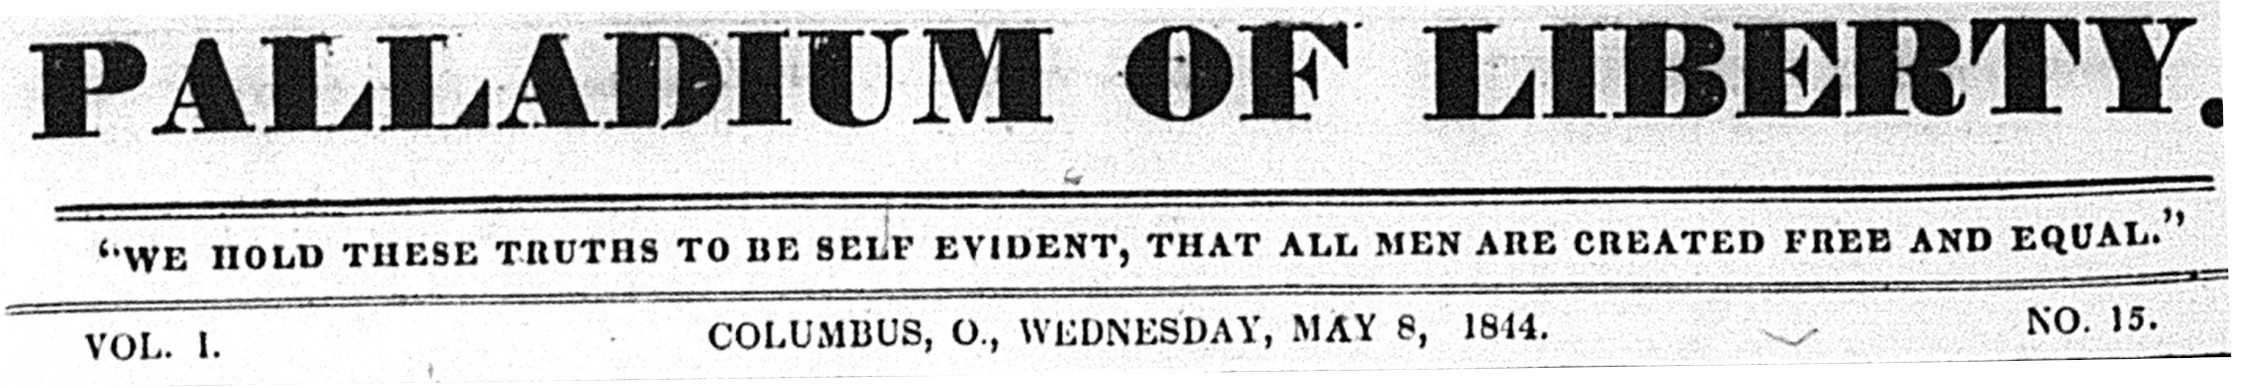 PALLADIUM OF LIBERTY.
“WE HOLD THESE TRUTHS TO BE SELF EVIDENT, THAT ALL MEN ARE CREATED FREE AND EQUAL.”
VOL. I. COLUMBUS, O., WEDNESDAY, MAY 8, 1844. NO. 15.